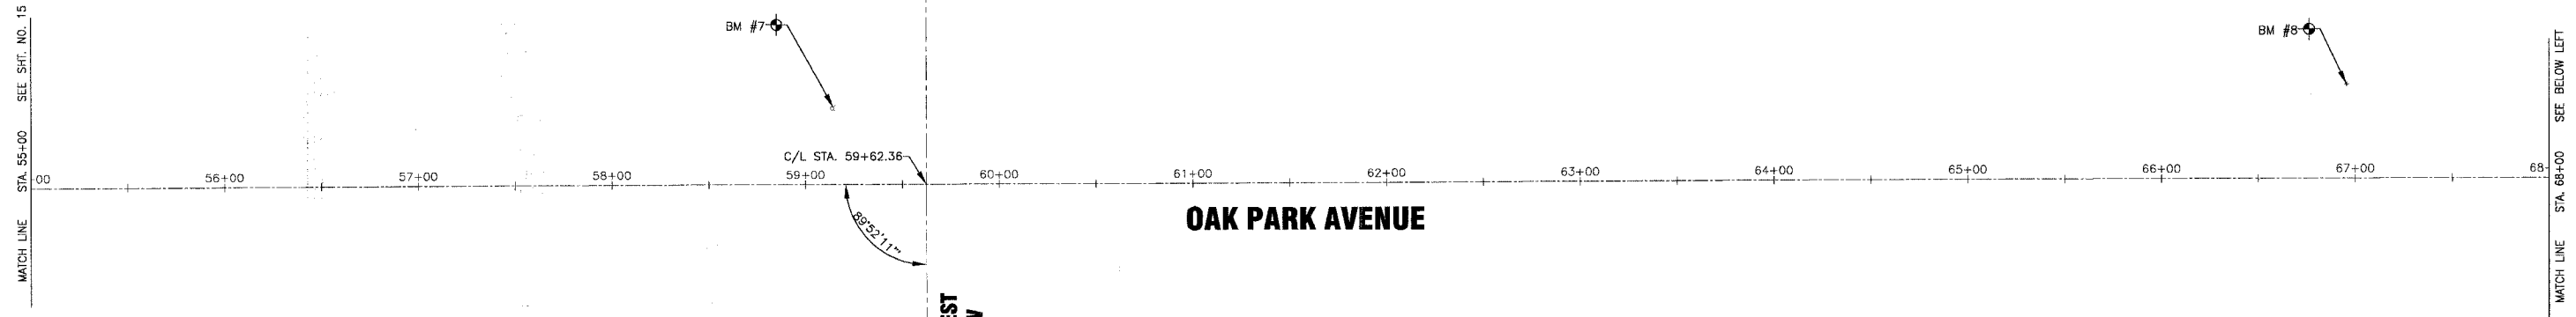 MATCH LINE STA. 55+00 SEE SHT. NO. 15
BM #7
BM #8
C/L STA. 59+62.36
00 56+00 57+00 58+00 59+00 60+00 61+00 62+00 63+00 64+00 65+00 66+00 67+00 68-
89°52'11"
OAK PARK AVENUE
MATCH LINE STA. 68+00 SEE BELOW LEFT